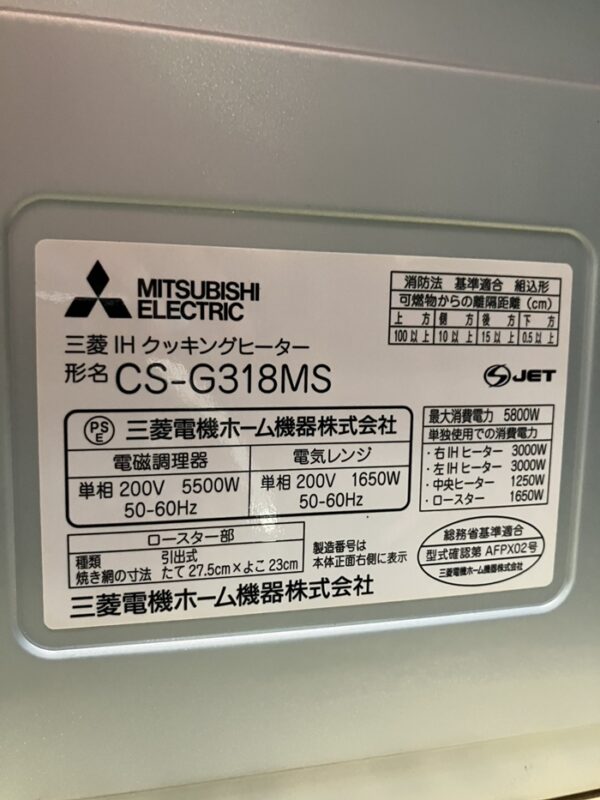 MITSUBISHI
ELECTRIC
三菱IHクッキングヒーター
形名 CS-G318MS
消防法 基準適合 組込形
可燃物からの離隔距離(cm)
上方 側方 後方 下方
100以上 10以上 15以上 0.5以上
JET
PSE 三菱電機ホーム機器株式会社
電磁調理器 電気レンジ
単相 200V 5500W 単相 200V 1650W
50-60Hz 50-60Hz
最大消費電力 5800W
単独使用での消費電力
・右IHヒーター 3000W
・左IHヒーター 3000W
・中央ヒーター 1250W
・ロースター 1650W
ロースター部
種類 引出式
焼き網の寸法 たて27.5cm×よこ23cm
製造番号は
本体正面右側に表示
総務省基準適合
型式確認第 AFPX02号
三菱電機ホーム機器株式会社
三菱電機ホーム機器株式会社